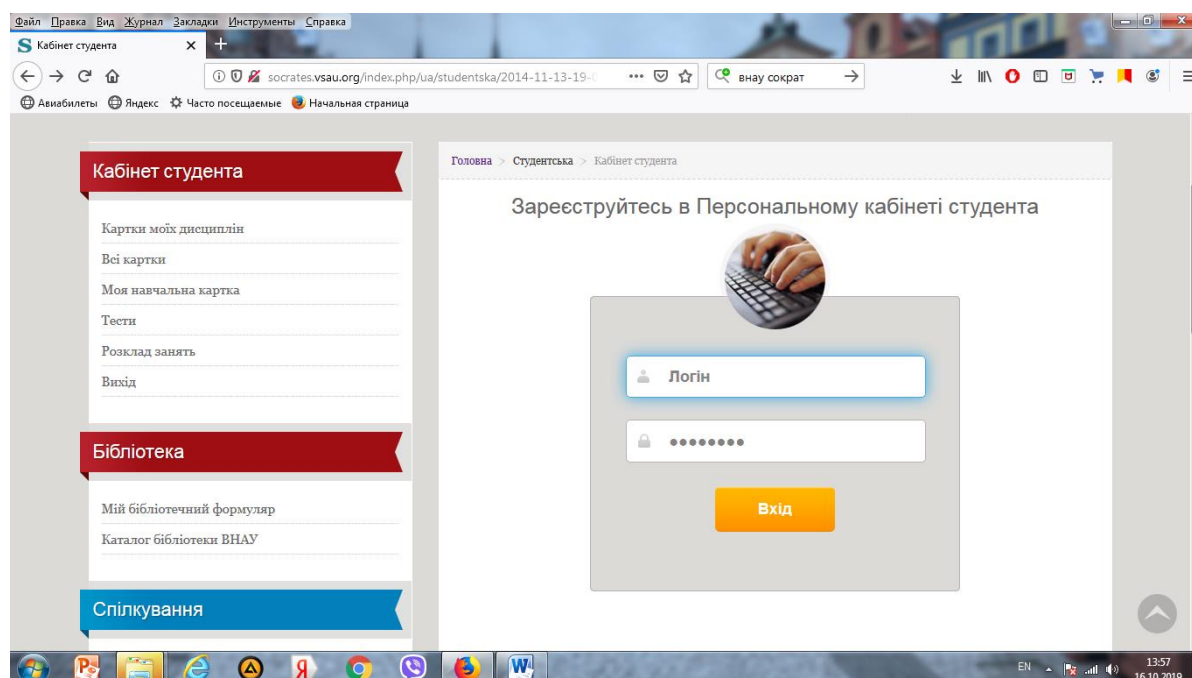 Файл Правка Вид Журнал Закладки Инструменты Справка
Кабінет студента
socrates.vsau.org/index.php/ua/studentska/2014-11-13-19-
внау сократ
Авиабилеты Яндекс Часто посещаемые Начальная страница
Кабінет студента
Картки моїх дисциплін
Всі картки
Моя навчальна картка
Тести
Розклад занять
Вихід
Бібліотека
Мій бібліотечний формуляр
Каталог бібліотеки ВНАУ
Спілкування
Головна > Студентська > Кабінет студента
Зареєструйтесь в Персональному кабінеті студента
Логін
Вхід
EN
13:57
16.10.2019